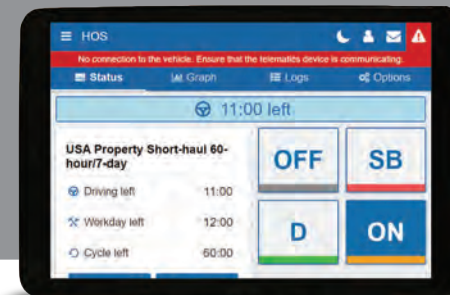 HOS
No connection to the vehicle. Ensure that the telematics device is communicating.
Status Graph Logs Options
11:00 left
USA Property Short-haul 60-
hour/7-day
Driving left 11:00
Workday left 12:00
Cycle left 60:00
OFF SB
D ON